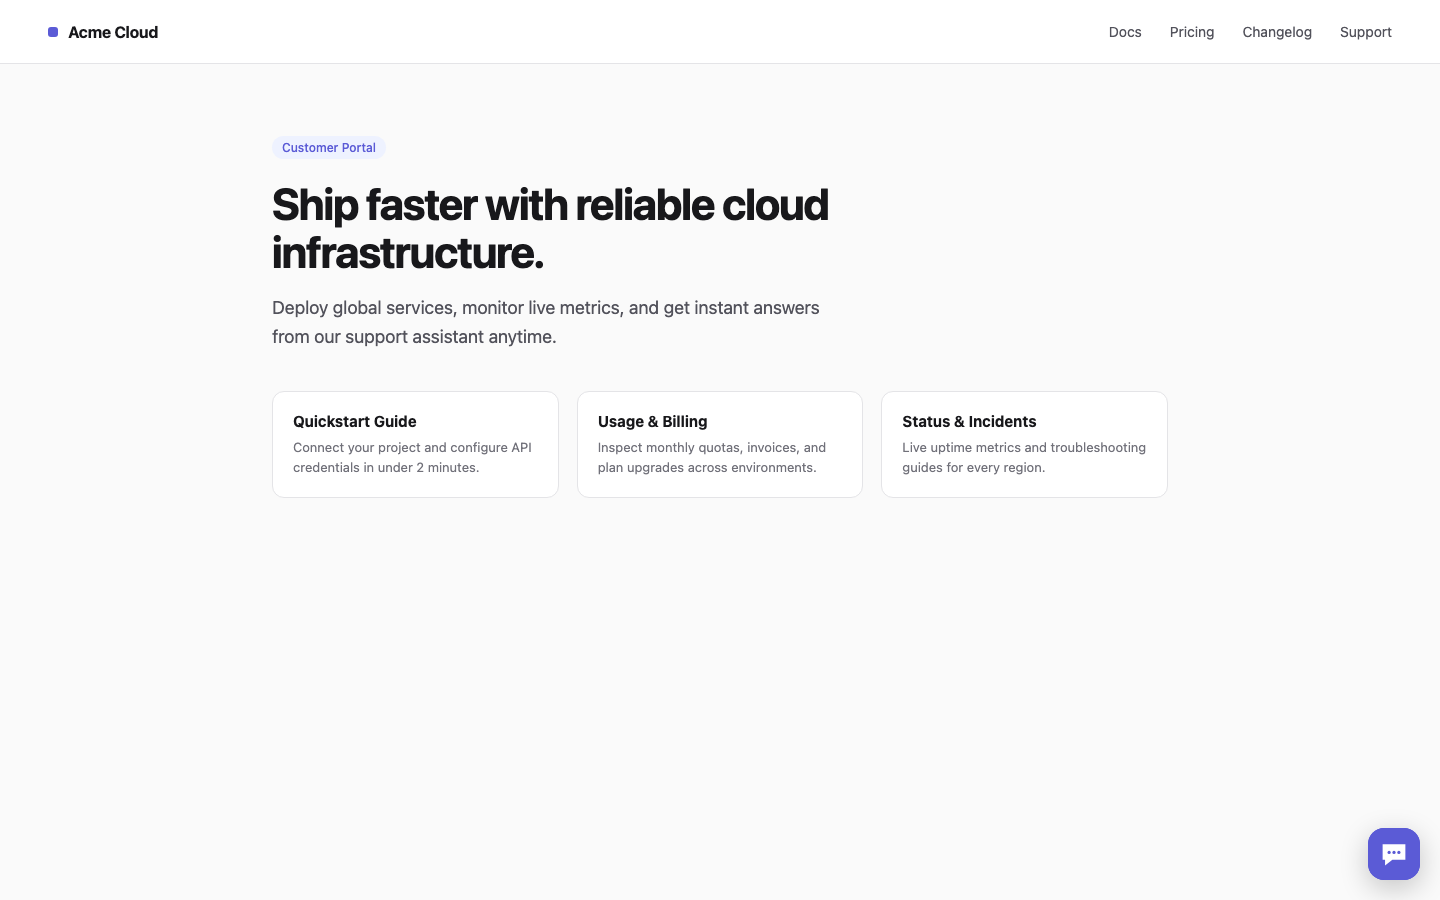 Acme Cloud
Docs Pricing Changelog Support
Customer Portal
Ship faster with reliable cloud
infrastructure.
Deploy global services, monitor live metrics, and get instant answers
from our support assistant anytime.
Quickstart Guide
Connect your project and configure API
credentials in under 2 minutes.
Usage & Billing
Inspect monthly quotas, invoices, and
plan upgrades across environments.
Status & Incidents
Live uptime metrics and troubleshooting
guides for every region.